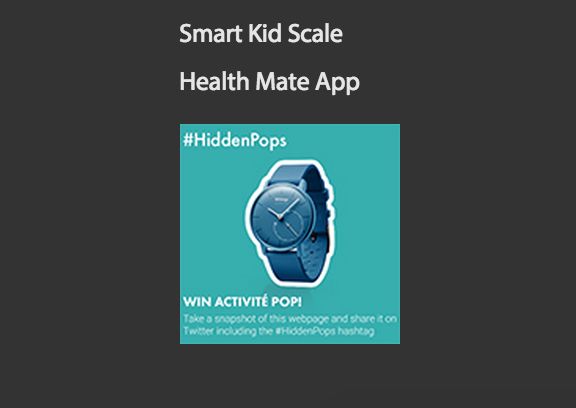 Smart Kid Scale
Health Mate App
#HiddenPops
WIN ACTIVITÉ POP!
Take a snapshot of this webpage and share it on
Twitter including the #HiddenPops hashtag